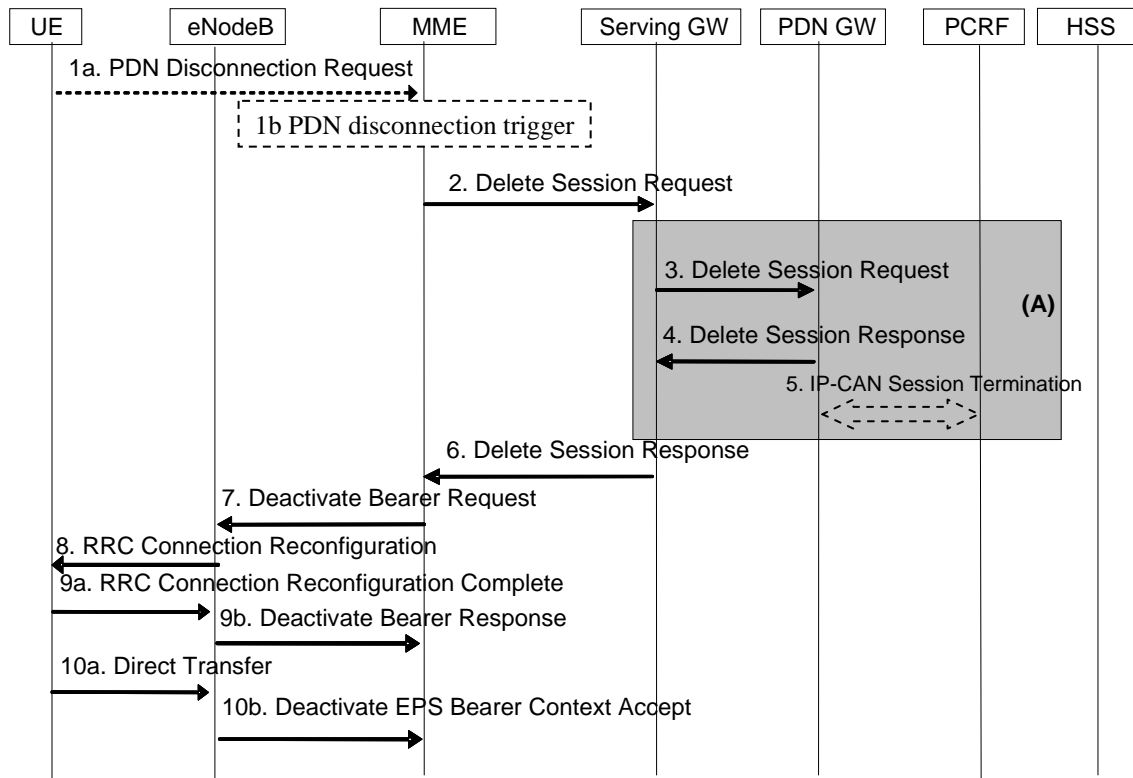 UE
eNodeB
MME
Serving GW
PDN GW
PCRF
HSS
1a. PDN Disconnection Request
1b PDN disconnection trigger
2. Delete Session Request
3. Delete Session Request
(A)
4. Delete Session Response
5. IP-CAN Session Termination
6. Delete Session Response
7. Deactivate Bearer Request
8. RRC Connection Reconfiguration
9a. RRC Connection Reconfiguration Complete
9b. Deactivate Bearer Response
10a. Direct Transfer
10b. Deactivate EPS Bearer Context Accept